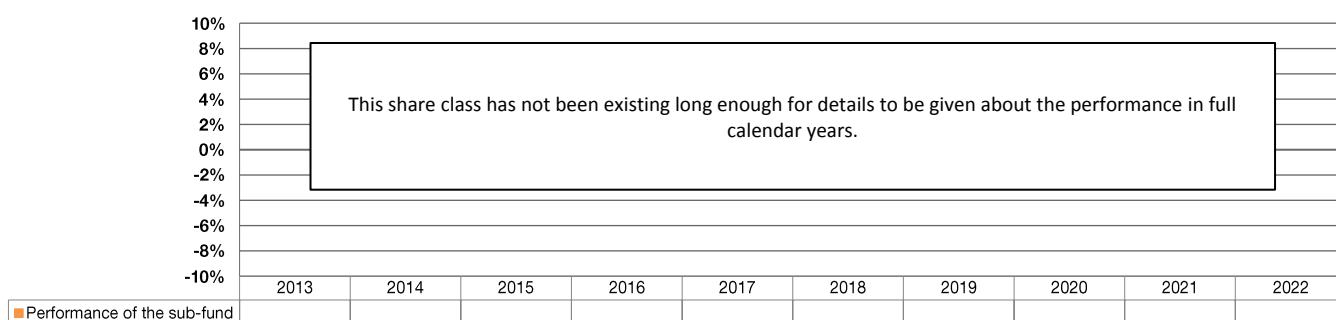 10%
8%
6%
4%
2%
0%
-2%
-4%
-6%
-8%
-10%
This share class has not been existing long enough for details to be given about the performance in full
calendar years.
2013 2014 2015 2016 2017 2018 2019 2020 2021 2022
Performance of the sub-fund